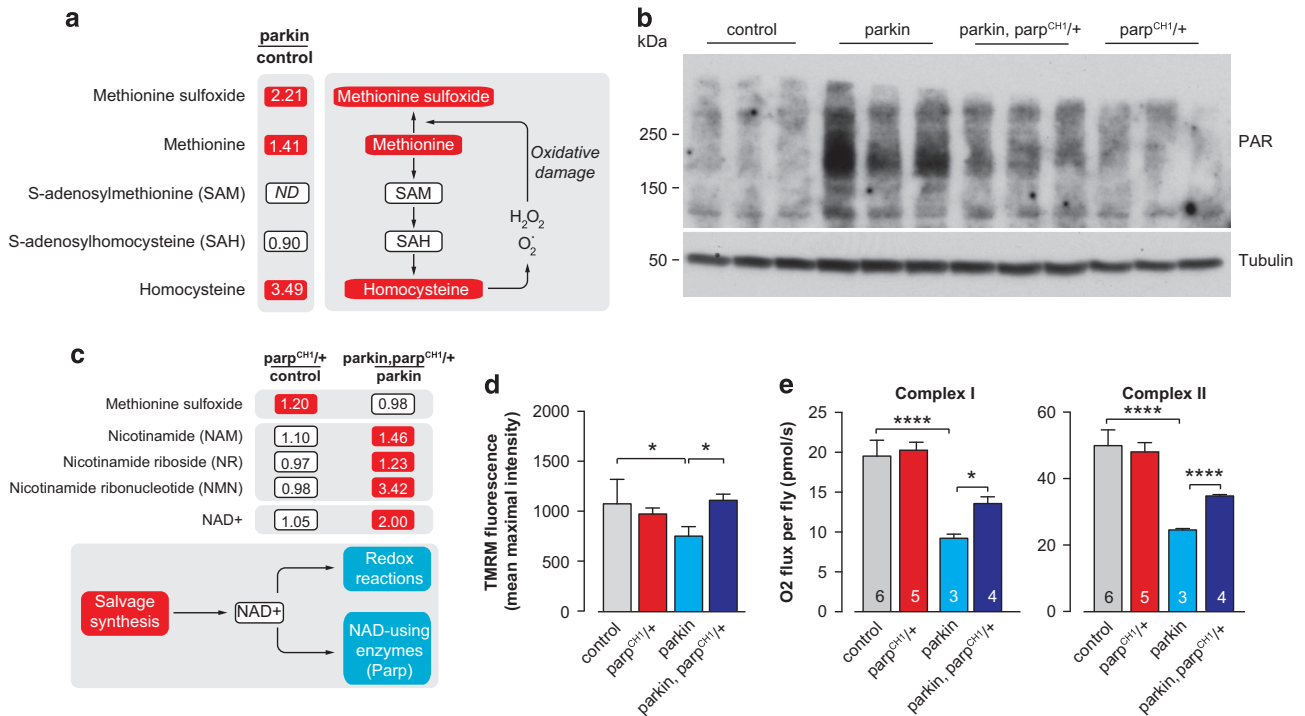 a
parkin
control
Methionine sulfoxide
2.21
Methionine
1.41
S-adenosylmethionine (SAM)
ND
S-adenosylhomocysteine (SAH)
0.90
Homocysteine
3.49
Methionine sulfoxide
Methionine
SAM
SAH
Homocysteine
Oxidative
damage
H2O2
O2·
b
kDa
control
parkin
parkin, parpCH1/+
parpCH1/+
250
150
50
PAR
Tubulin
c
parpCH1/+
control
parkin,parpCH1/+
parkin
Methionine sulfoxide 1.20 0.98
Nicotinamide (NAM) 1.10 1.46
Nicotinamide riboside (NR) 0.97 1.23
Nicotinamide ribonucleotide (NMN) 0.98 3.42
NAD+ 1.05 2.00
Salvage
synthesis
NAD+
Redox
reactions
NAD-using
enzymes
(Parp)
d
TMRM fluorescence
(mean maximal intensity)
2000
1500
1000
500
0
* *
control
parpCH1/+
parkin
parkin, parpCH1/+
e
Complex I
O2 flux per fly (pmol/s)
25
20
15
10
5
0
****
*
6 5 3 4
control
parpCH1/+
parkin
parkin, parpCH1/+
Complex II
60
40
20
0
****
****
6 5 3 4
control
parpCH1/+
parkin
parkin, parpCH1/+